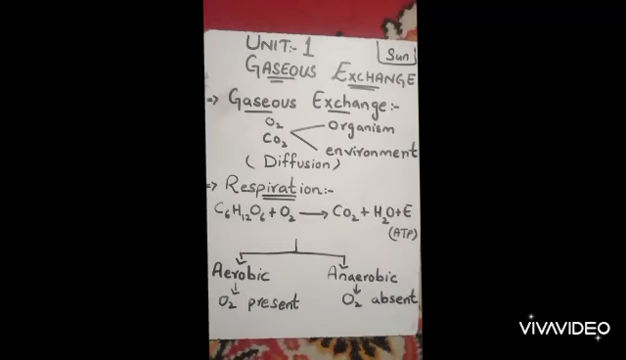 UNIT:- 1
Sun
GASEOUS EXCHANGE
=> Gaseous Exchange:-
O₂
CO₂
Organism
environment
(Diffusion)
=> Respiration:-
C₆H₁₂O₆ + O₂ → CO₂ + H₂O + E
(ATP)
Aerobic Anaerobic
O₂ present O₂ absent
VIVAVIDEO